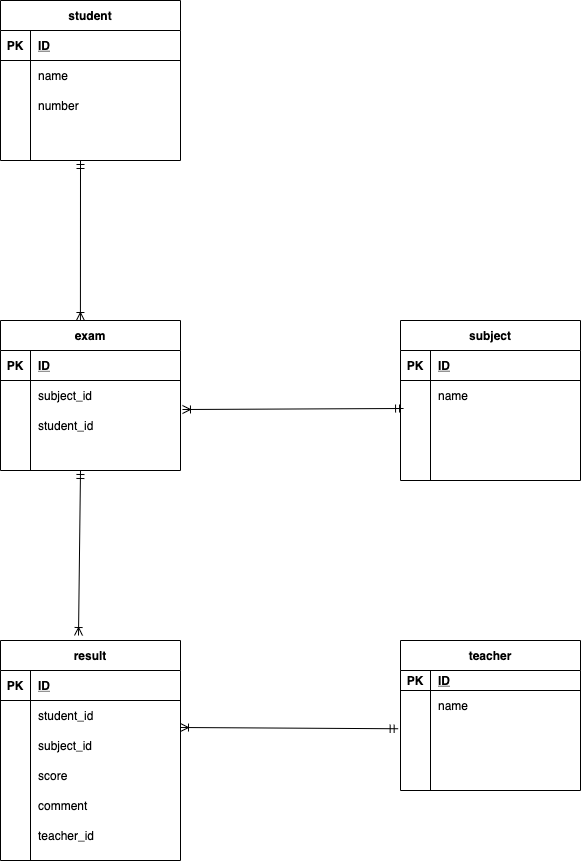 student
PK ID
name
number
exam
PK ID
subject_id
student_id
subject
PK ID
name
result
PK ID
student_id
subject_id
score
comment
teacher_id
teacher
PK ID
name